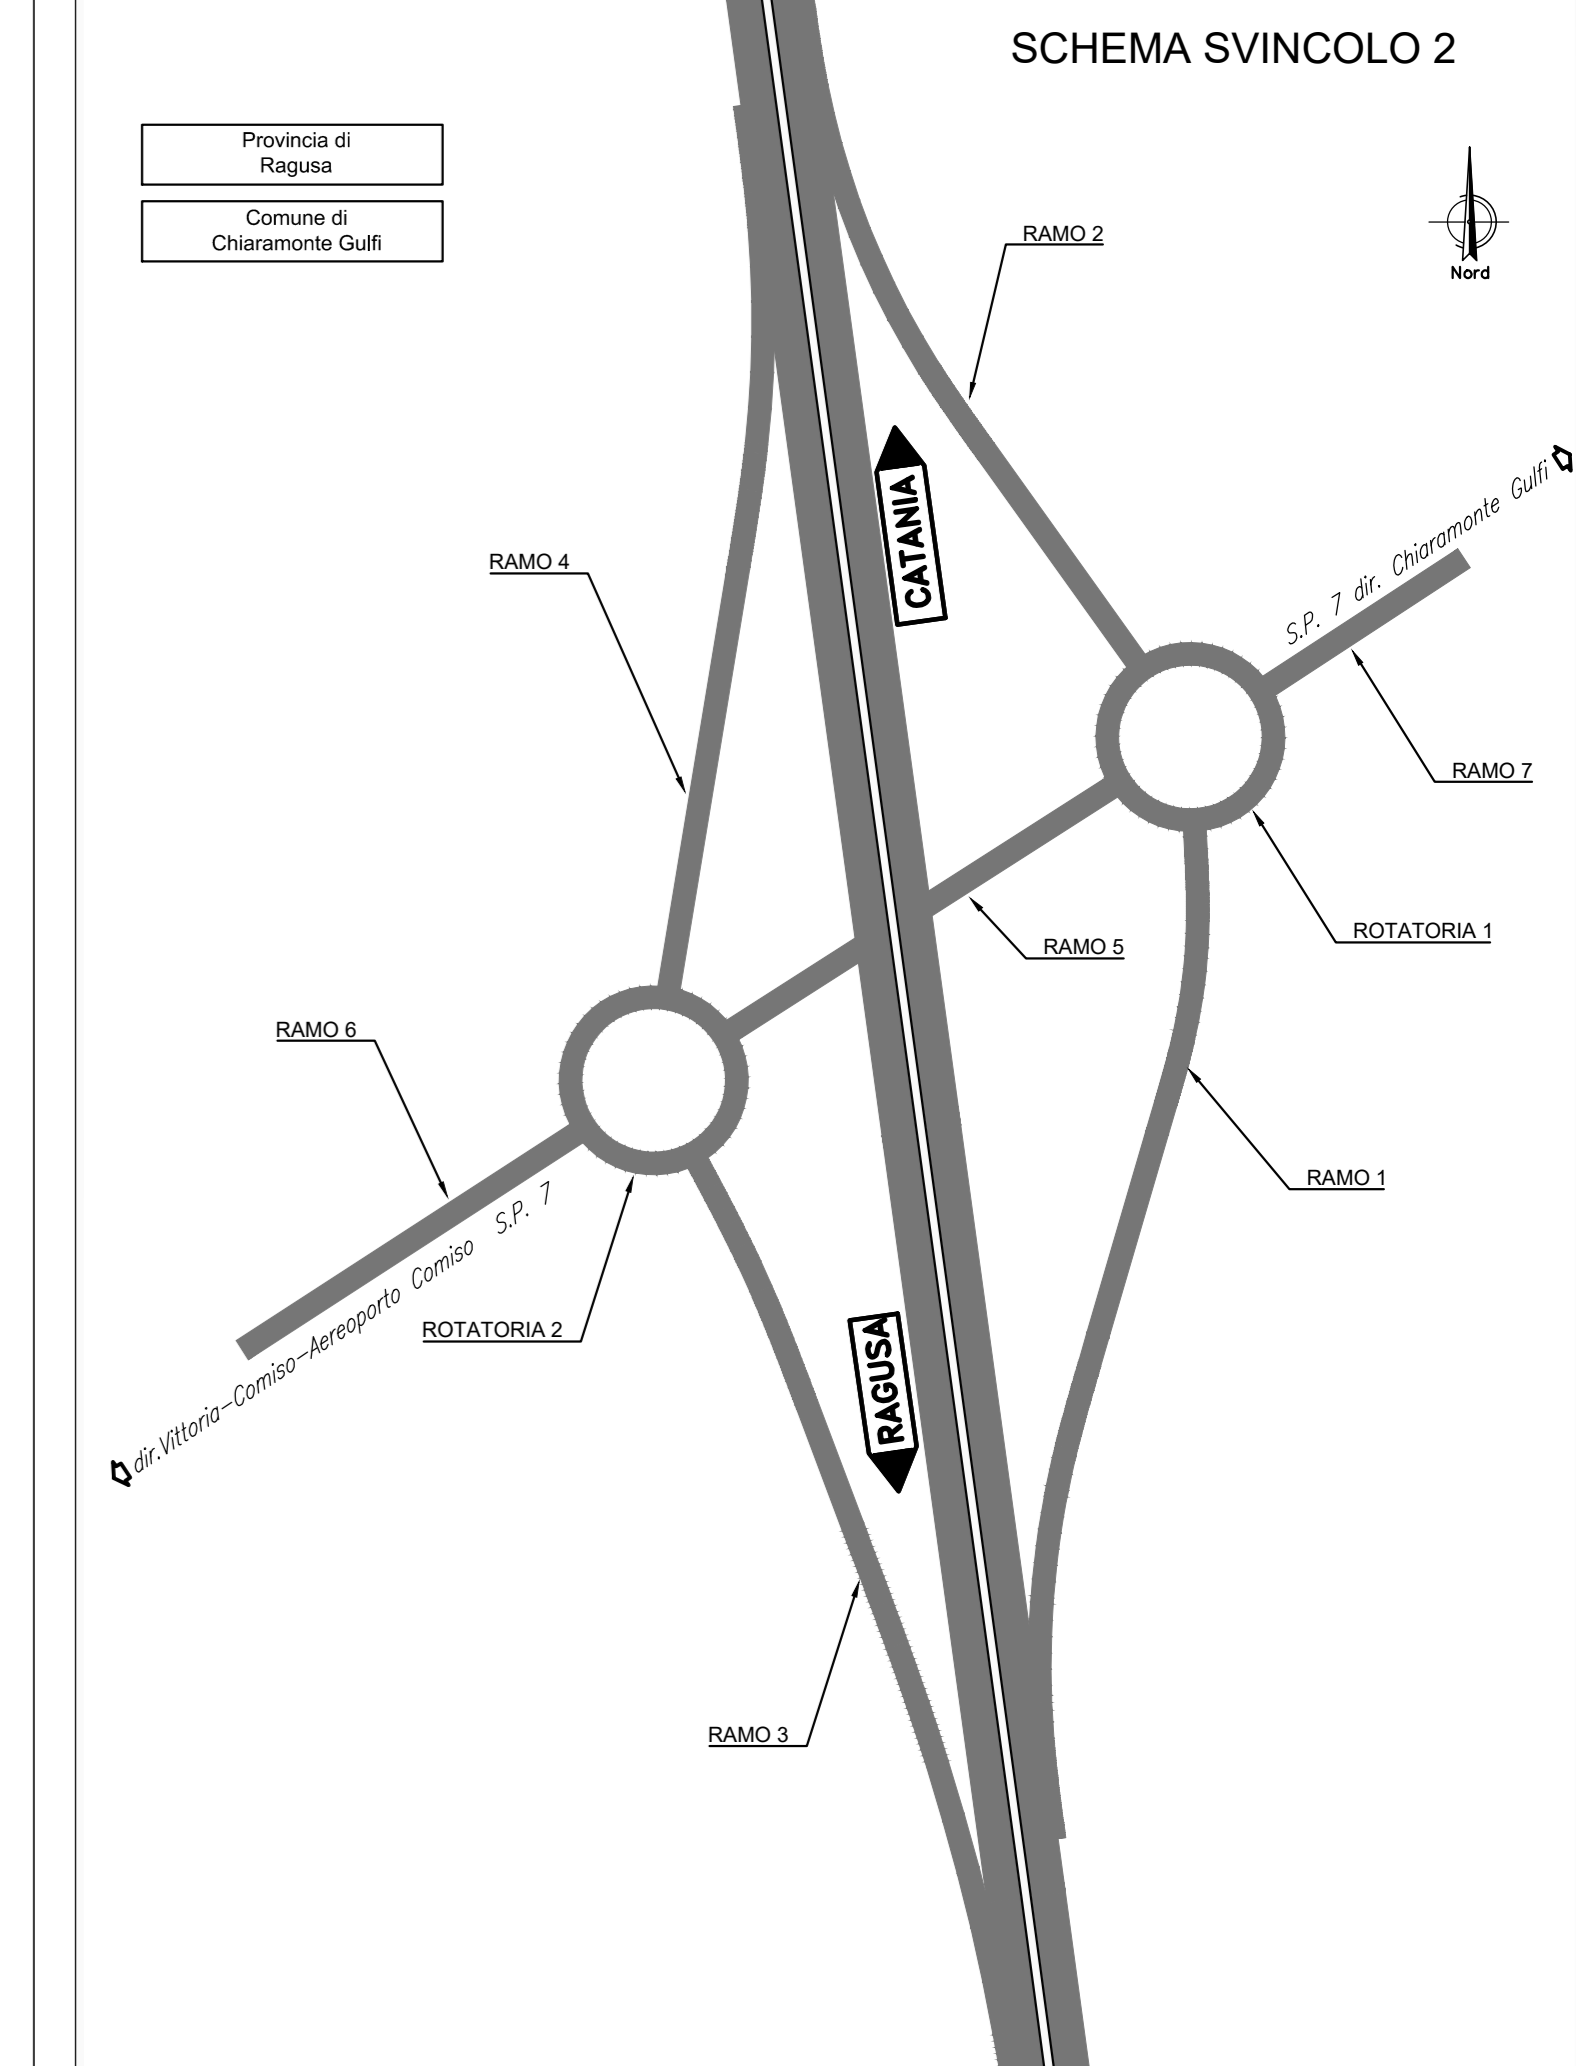 SCHEMA SVINCOLO 2
Provincia di
Ragusa
Comune di
Chiaramonte Gulfi
Nord
RAMO 2
CATANIA
S.P. 7 dir. Chiaramonte Gulfi
RAMO 4
RAMO 7
ROTATORIA 1
RAMO 5
RAMO 6
RAMO 1
dir.Vittoria-Comiso-Aereoporto Comiso S.P. 7
ROTATORIA 2
RAGUSA
RAMO 3